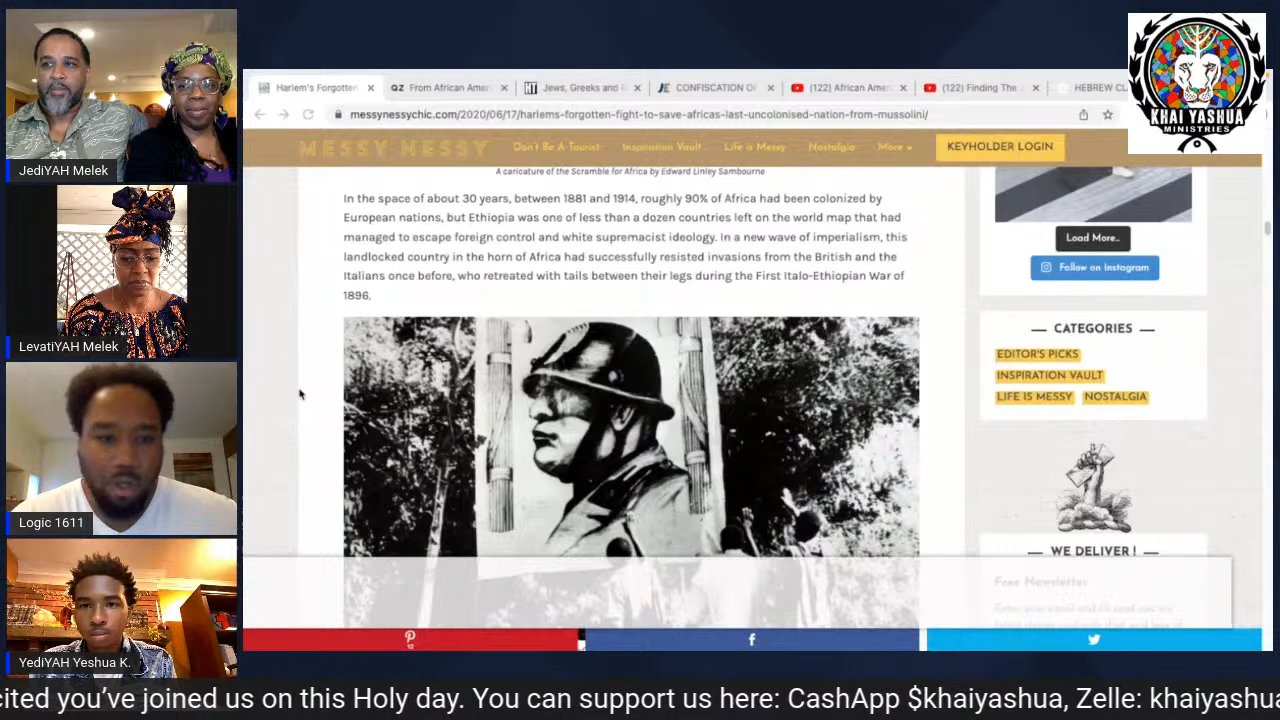 JediYAH Melek
LevatiYAH Melek
Logic 1611
YediYAH Yeshua K.
Harlem's Forgotten
QZ From African Ameri
HT Jews, Greets and R
JE CONFISCATION OF
(122) African Ameri
(122) Finding The
HEBREW CL
messynessychic.com/2020/06/17/harlems-forgotten-fight-to-save-africas-last-uncolonised-nation-from-mussolini/
KHAI YASHUA
MINISTRIES
MESSY NESS
Don't Be A Tourist
Inspiration Vault
Life is Messy
Nostalgia
More
KEYHOLDER LOGIN
A caricature of the Scramble for Africa by Edward Linley Sambourne
In the space of about 30 years, between 1881 and 1914, roughly 90% of Africa had been colonized by
European nations, but Ethiopia was one of less than a dozen countries left on the world map that had
managed to escape foreign control and white supremacist ideology. In a new wave of imperialism, this
landlocked country in the horn of Africa had successfully resisted invasions from the British and the
Italians once before, who retreated with tails between their legs during the First Italo-Ethiopian War of
1896.
Load More...
Follow on Instagram
CATEGORIES
EDITOR'S PICKS
INSPIRATION VAULT
LIFE IS MESSY NOSTALGIA
WE DELIVER !
Free Newsletter
cited you've joined us on this Holy day. You can support us here: CashApp $khaiyashua, Zelle: khaiyashua